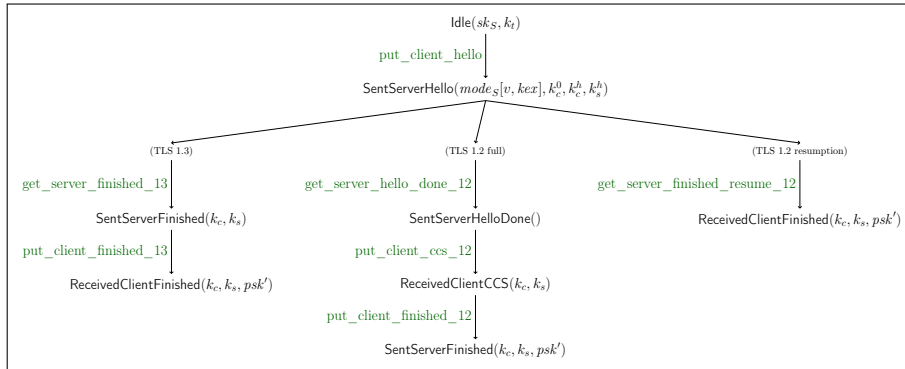 Idle(sk_S, k_t)
put_client_hello
SentServerHello(mode_S[v, kex], k_c^0, k_c^h, k_s^h)
(TLS 1.3) (TLS 1.2 full) (TLS 1.2 resumption)
get_server_finished_13 get_server_hello_done_12 get_server_finished_resume_12
SentServerFinished(k_c, k_s) SentServerHelloDone() ReceivedClientFinished(k_c, k_s, psk′)
put_client_finished_13 put_client_ccs_12
ReceivedClientFinished(k_c, k_s, psk′) ReceivedClientCCS(k_c, k_s)
put_client_finished_12
SentServerFinished(k_c, k_s, psk′)